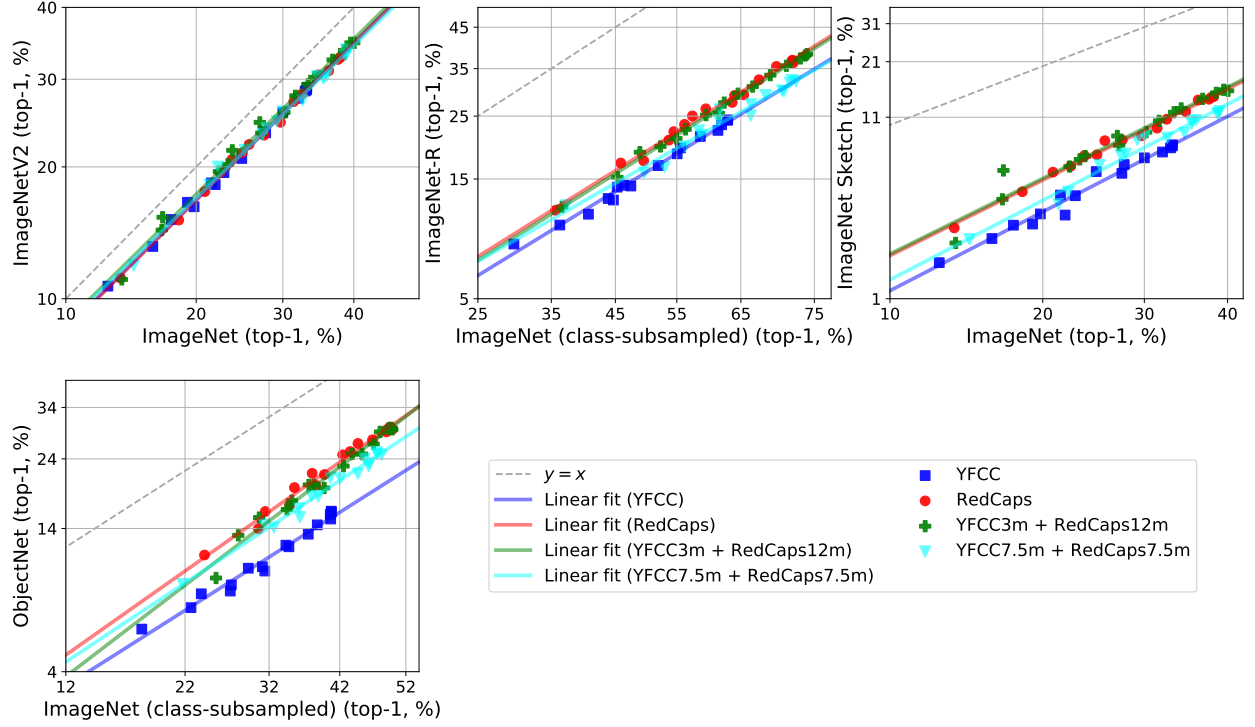 40
30
20
10
10
20
30
40
ImageNetV2 (top-1, %)
ImageNet (top-1, %)
45
35
25
15
5
25
35
45
55
65
75
ImageNet-R (top-1, %)
ImageNet (class-subsampled) (top-1, %)
31
21
11
1
10
20
30
40
ImageNet Sketch (top-1, %)
ImageNet (top-1, %)
34
24
14
4
12
22
32
42
52
ObjectNet (top-1, %)
ImageNet (class-subsampled) (top-1, %)
y = x
Linear fit (YFCC)
Linear fit (RedCaps)
Linear fit (YFCC3m + RedCaps12m)
Linear fit (YFCC7.5m + RedCaps7.5m)
YFCC
RedCaps
YFCC3m + RedCaps12m
YFCC7.5m + RedCaps7.5m